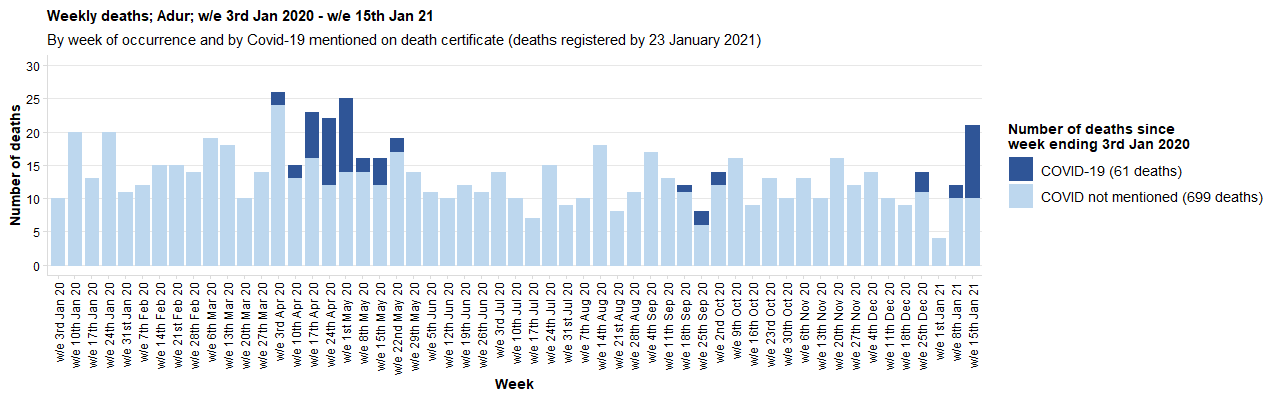 Weekly deaths; Adur; w/e 3rd Jan 2020 - w/e 15th Jan 21
By week of occurrence and by Covid-19 mentioned on death certificate (deaths registered by 23 January 2021)
Number of deaths
30
25
20
15
10
5
0
w/e 3rd Jan 20
w/e 10th Jan 20
w/e 17th Jan 20
w/e 24th Jan 20
w/e 31st Jan 20
w/e 7th Feb 20
w/e 14th Feb 20
w/e 21st Feb 20
w/e 28th Feb 20
w/e 6th Mar 20
w/e 13th Mar 20
w/e 20th Mar 20
w/e 27th Mar 20
w/e 3rd Apr 20
w/e 10th Apr 20
w/e 17th Apr 20
w/e 24th Apr 20
w/e 1st May 20
w/e 8th May 20
w/e 15th May 20
w/e 22nd May 20
w/e 29th May 20
w/e 5th Jun 20
w/e 12th Jun 20
w/e 19th Jun 20
w/e 26th Jun 20
w/e 3rd Jul 20
w/e 10th Jul 20
w/e 17th Jul 20
w/e 24th Jul 20
w/e 31st Jul 20
w/e 7th Aug 20
w/e 14th Aug 20
w/e 21st Aug 20
w/e 28th Aug 20
w/e 4th Sep 20
w/e 11th Sep 20
w/e 18th Sep 20
w/e 25th Sep 20
w/e 2nd Oct 20
w/e 9th Oct 20
w/e 16th Oct 20
w/e 23rd Oct 20
w/e 30th Oct 20
w/e 6th Nov 20
w/e 13th Nov 20
w/e 20th Nov 20
w/e 27th Nov 20
w/e 4th Dec 20
w/e 11th Dec 20
w/e 18th Dec 20
w/e 25th Dec 20
w/e 1st Jan 21
w/e 8th Jan 21
w/e 15th Jan 21
Week
Number of deaths since
week ending 3rd Jan 2020
COVID-19 (61 deaths)
COVID not mentioned (699 deaths)